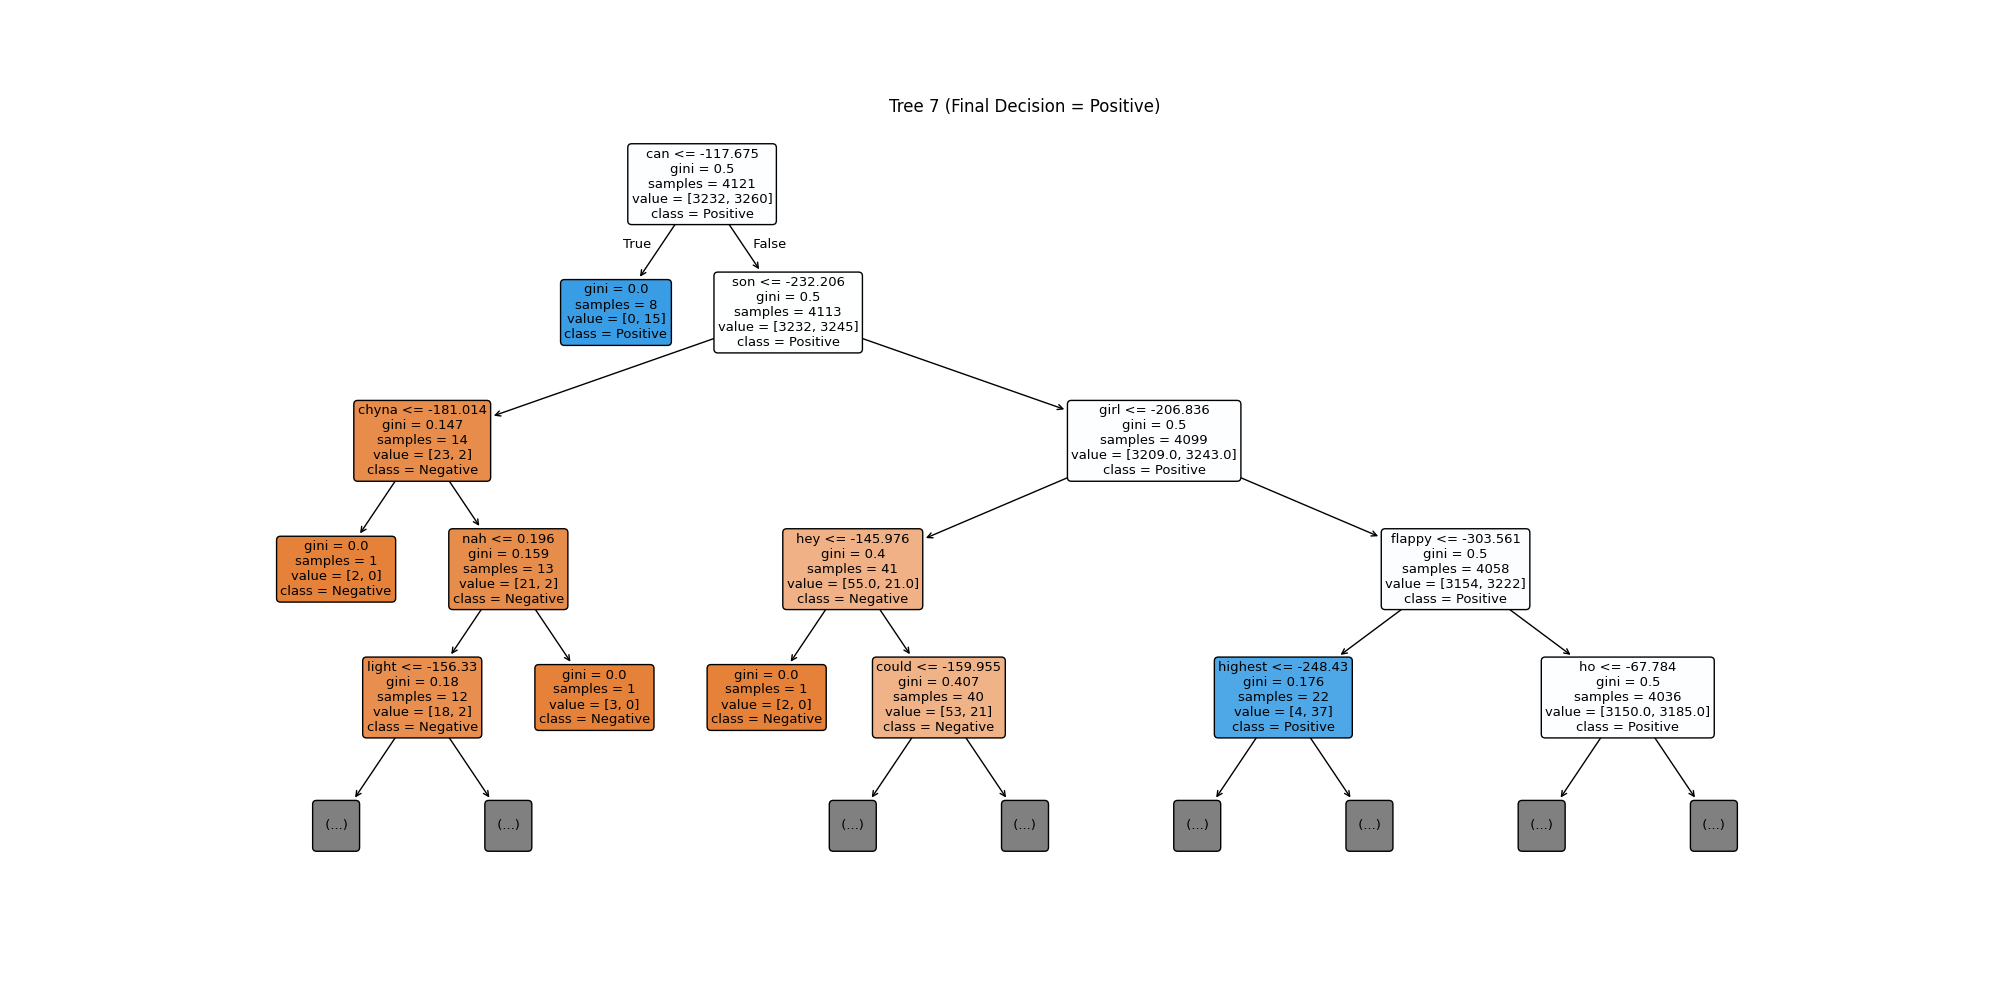 Tree 7 (Final Decision = Positive)
can <= -117.675
gini = 0.5
samples = 4121
value = [3232, 3260]
class = Positive
True
False
gini = 0.0
samples = 8
value = [0, 15]
class = Positive
son <= -232.206
gini = 0.5
samples = 4113
value = [3232, 3245]
class = Positive
chyna <= -181.014
gini = 0.147
samples = 14
value = [23, 2]
class = Negative
girl <= -206.836
gini = 0.5
samples = 4099
value = [3209.0, 3243.0]
class = Positive
gini = 0.0
samples = 1
value = [2, 0]
class = Negative
nah <= 0.196
gini = 0.159
samples = 13
value = [21, 2]
class = Negative
hey <= -145.976
gini = 0.4
samples = 41
value = [55.0, 21.0]
class = Negative
flappy <= -303.561
gini = 0.5
samples = 4058
value = [3154, 3222]
class = Positive
light <= -156.33
gini = 0.18
samples = 12
value = [18, 2]
class = Negative
gini = 0.0
samples = 1
value = [3, 0]
class = Negative
gini = 0.0
samples = 1
value = [2, 0]
class = Negative
could <= -159.955
gini = 0.407
samples = 40
value = [53, 21]
class = Negative
highest <= -248.43
gini = 0.176
samples = 22
value = [4, 37]
class = Positive
ho <= -67.784
gini = 0.5
samples = 4036
value = [3150.0, 3185.0]
class = Positive
(...)
(...)
(...)
(...)
(...)
(...)
(...)
(...)